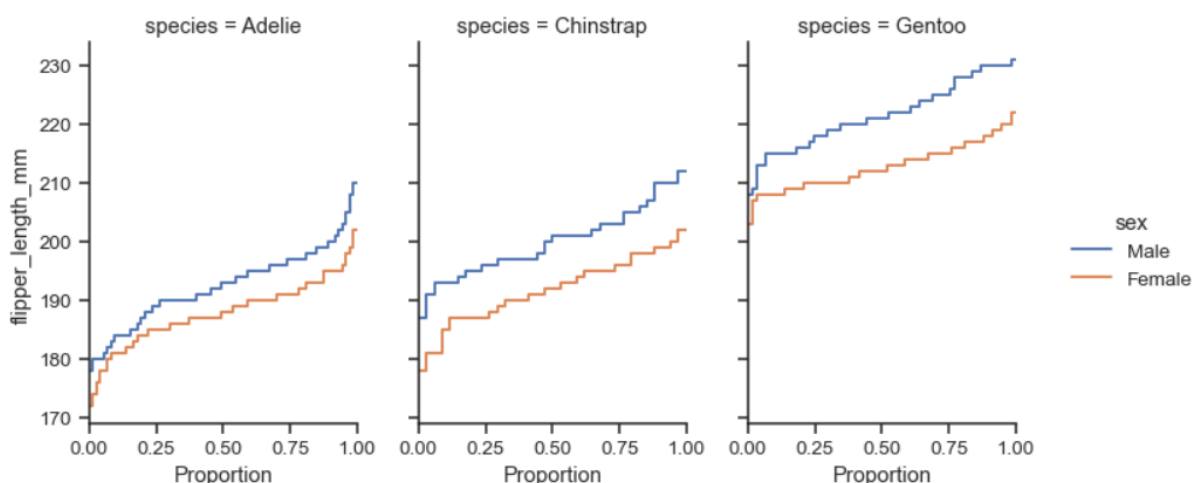 species = Adelie
species = Chinstrap
species = Gentoo
flipper_length_mm
230
220
210
200
190
180
170
0.00 0.25 0.50 0.75 1.00
0.00 0.25 0.50 0.75 1.00
0.00 0.25 0.50 0.75 1.00
Proportion
Proportion
Proportion
sex
Male
Female